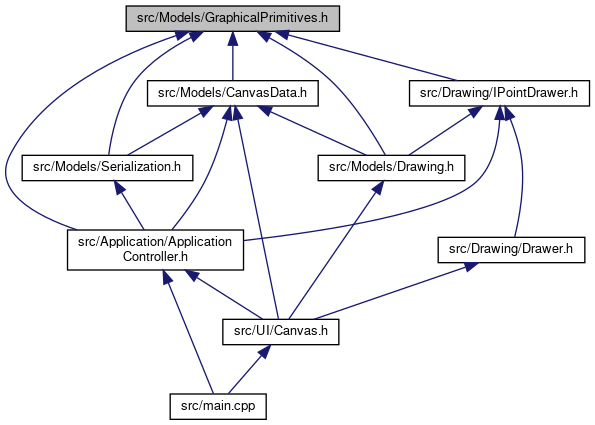 src/Models/GraphicalPrimitives.h
src/Models/CanvasData.h
src/Drawing/IPointDrawer.h
src/Models/Serialization.h
src/Models/Drawing.h
src/Application/Application
Controller.h
src/Drawing/Drawer.h
src/UI/Canvas.h
src/main.cpp